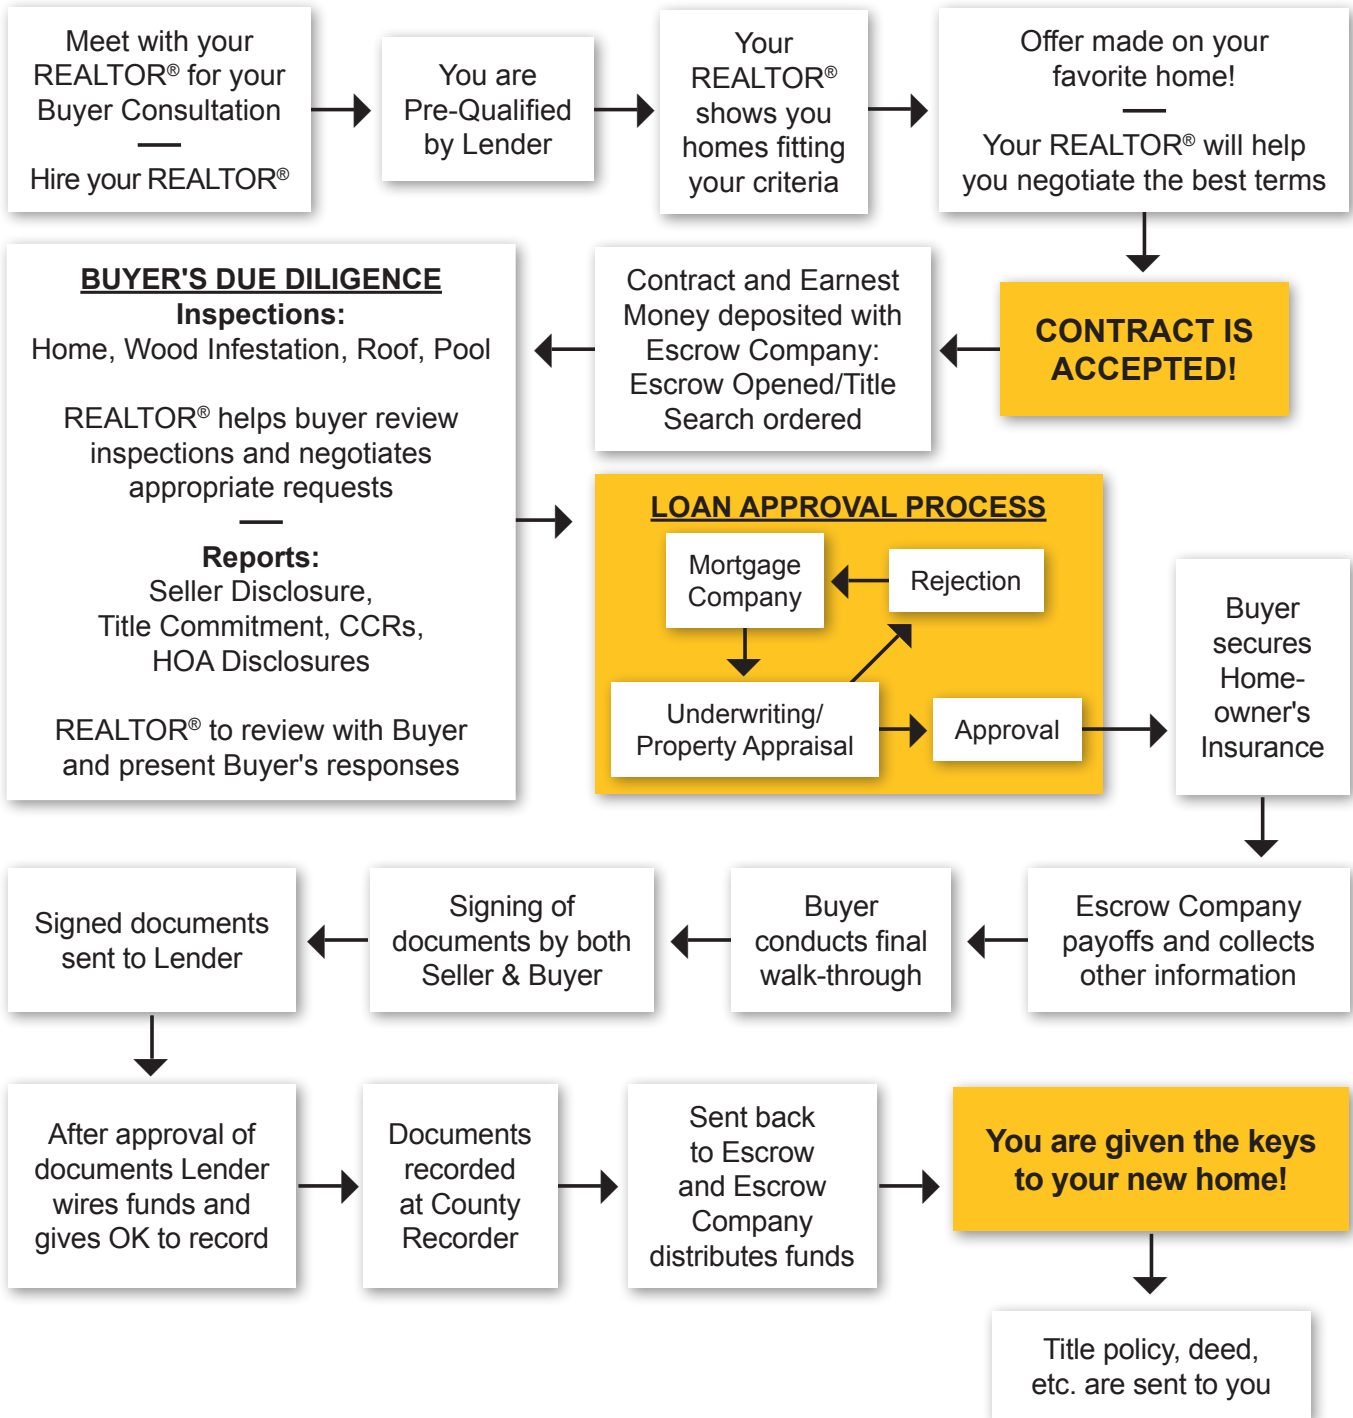 Meet with your
REALTOR® for your
Buyer Consultation
Hire your REALTOR®
You are
Pre-Qualified
by Lender
Your
REALTOR®
shows you
homes fitting
your criteria
Offer made on your
favorite home!
Your REALTOR® will help
you negotiate the best terms
CONTRACT IS
ACCEPTED!
Contract and Earnest
Money deposited with
Escrow Company:
Escrow Opened/Title
Search ordered
BUYER'S DUE DILIGENCE
Inspections:
Home, Wood Infestation, Roof, Pool
REALTOR® helps buyer review
inspections and negotiates
appropriate requests
Reports:
Seller Disclosure,
Title Commitment, CCRs,
HOA Disclosures
REALTOR® to review with Buyer
and present Buyer's responses
LOAN APPROVAL PROCESS
Mortgage
Company
Rejection
Underwriting/
Property Appraisal
Approval
Buyer
secures
Home-
owner's
Insurance
Escrow Company
payoffs and collects
other information
Buyer
conducts final
walk-through
Signing of
documents by both
Seller & Buyer
Signed documents
sent to Lender
After approval of
documents Lender
wires funds and
gives OK to record
Documents
recorded
at County
Recorder
Sent back
to Escrow
and Escrow
Company
distributes funds
You are given the keys
to your new home!
Title policy, deed,
etc. are sent to you